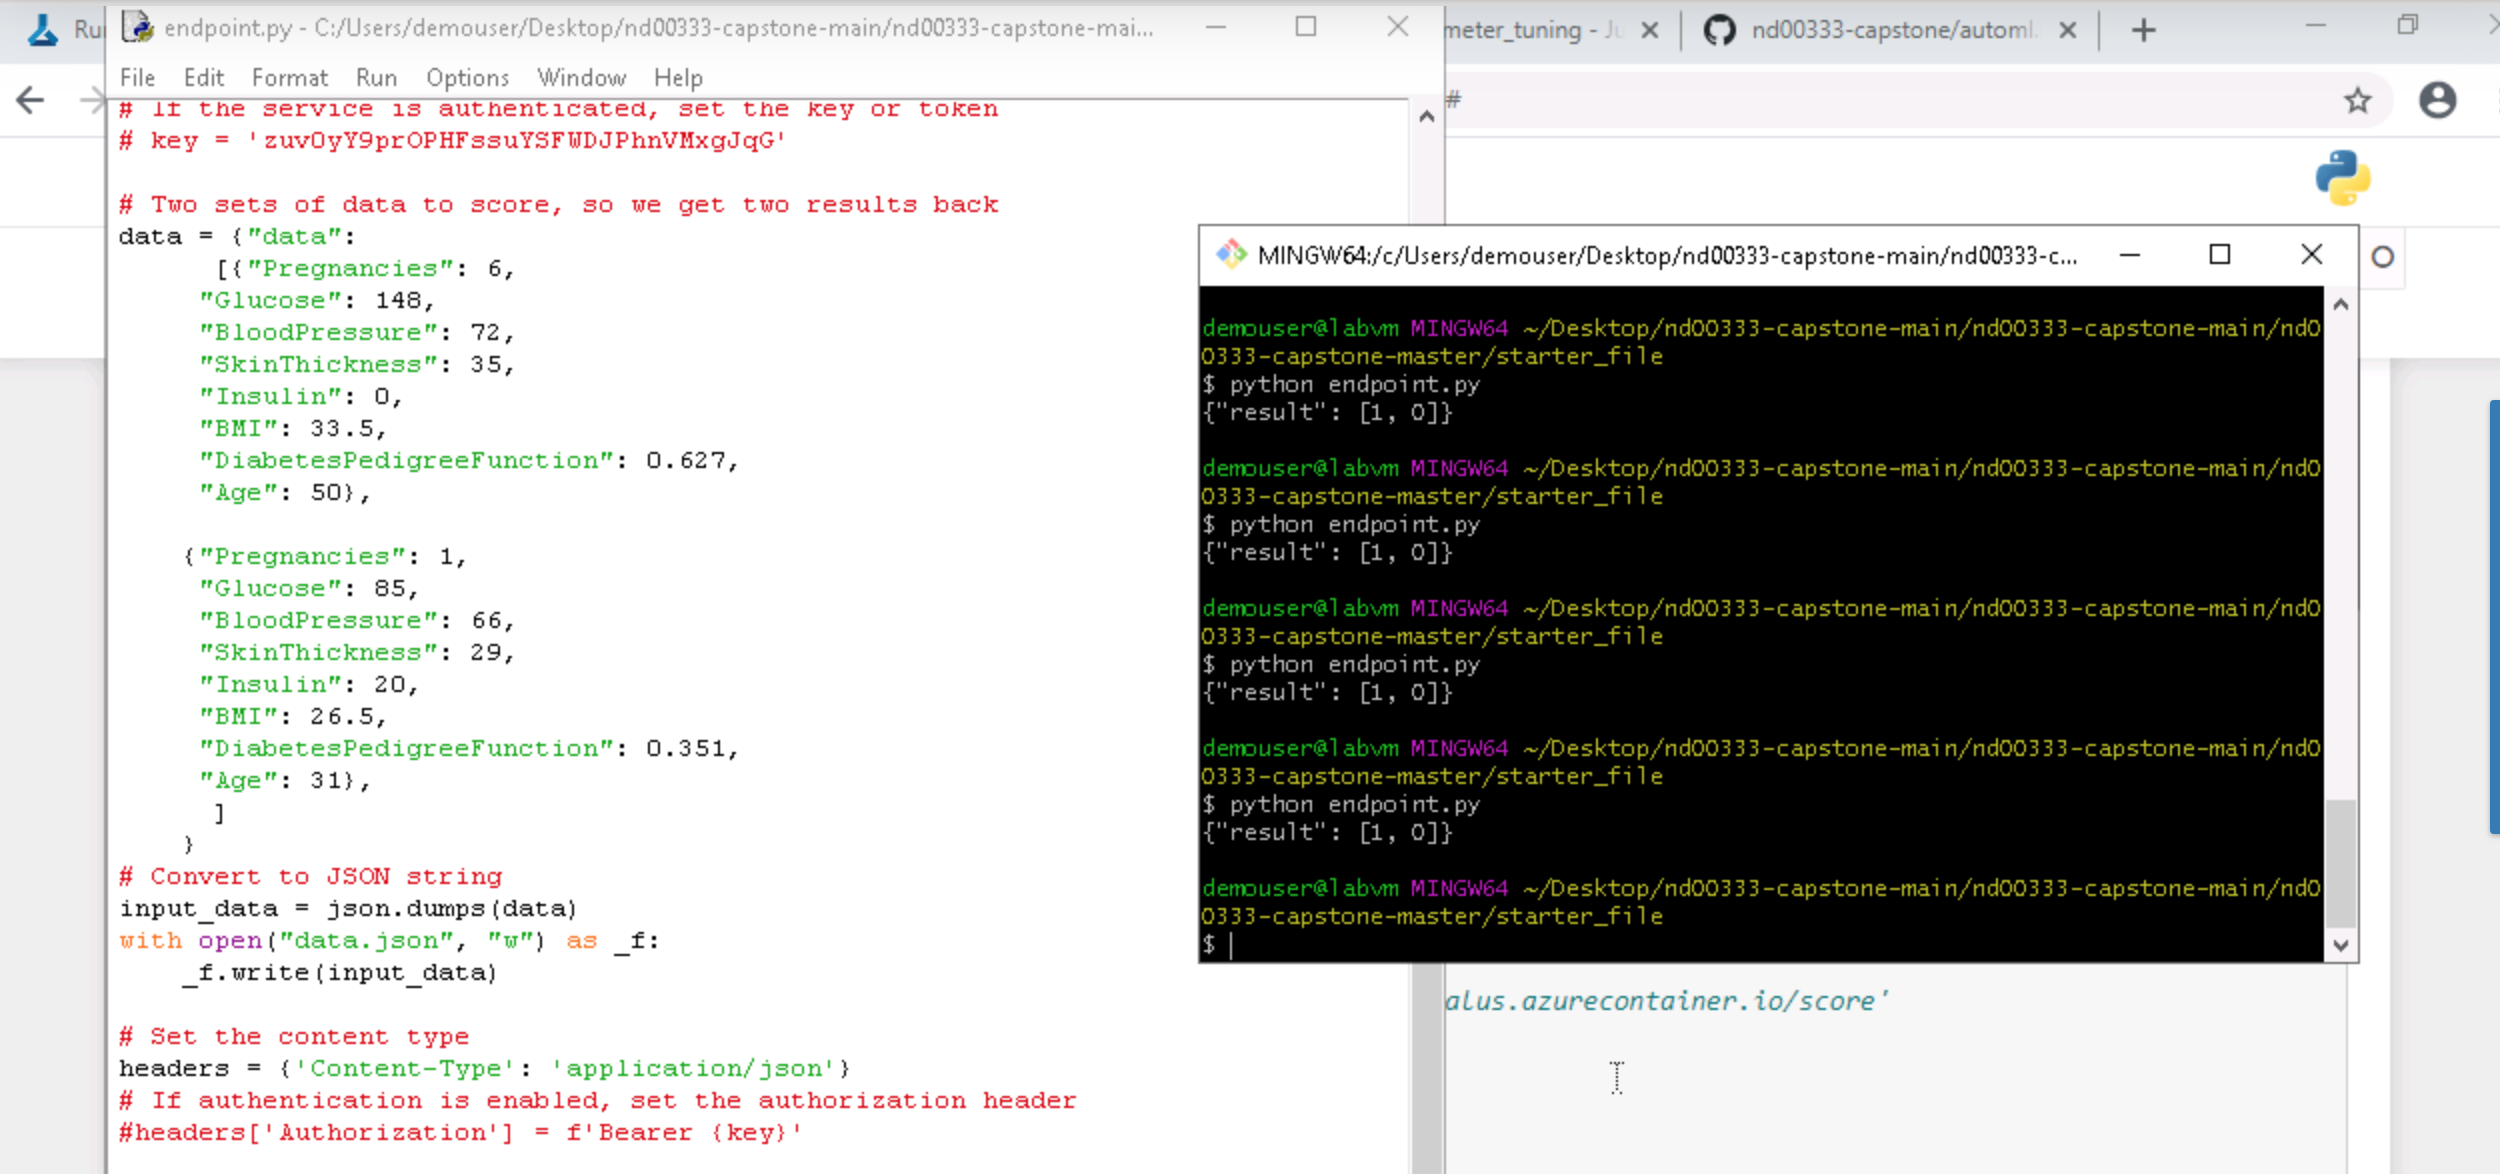 Ru
endpoint.py - C:/Users/demouser/Desktop/nd00333-capstone-main/nd00333-capstone-mai...
meter_tuning - Ju
nd00333-capstone/automl.
File Edit Format Run Options Window Help
#
# If the service is authenticated, set the key or token
# key = 'zuvOyY9prOPHFssuYSFWDJPhnVMxgJqG'
# Two sets of data to score, so we get two results back
data = {"data":
[{"Pregnancies": 6,
"Glucose": 148,
"BloodPressure": 72,
"SkinThickness": 35,
"Insulin": 0,
"BMI": 33.5,
"DiabetesPedigreeFunction": 0.627,
"Age": 50},
{"Pregnancies": 1,
"Glucose": 85,
"BloodPressure": 66,
"SkinThickness": 29,
"Insulin": 20,
"BMI": 26.5,
"DiabetesPedigreeFunction": 0.351,
"Age": 31},
]
}
# Convert to JSON string
input_data = json.dumps(data)
with open("data.json", "w") as _f:
_f.write(input_data)
# Set the content type
headers = {'Content-Type': 'application/json'}
# If authentication is enabled, set the authorization header
#headers['Authorization'] = f'Bearer {key}'
MINGW64:/c/Users/demouser/Desktop/nd00333-capstone-main/nd00333-c...
demouser@labvm MINGW64 ~/Desktop/nd00333-capstone-main/nd00333-capstone-main/nd0
0333-capstone-master/starter_file
$ python endpoint.py
{"result": [1, 0]}
demouser@labvm MINGW64 ~/Desktop/nd00333-capstone-main/nd00333-capstone-main/nd0
0333-capstone-master/starter_file
$ python endpoint.py
{"result": [1, 0]}
demouser@labvm MINGW64 ~/Desktop/nd00333-capstone-main/nd00333-capstone-main/nd0
0333-capstone-master/starter_file
$ python endpoint.py
{"result": [1, 0]}
demouser@labvm MINGW64 ~/Desktop/nd00333-capstone-main/nd00333-capstone-main/nd0
0333-capstone-master/starter_file
$ python endpoint.py
{"result": [1, 0]}
demouser@labvm MINGW64 ~/Desktop/nd00333-capstone-main/nd00333-capstone-main/nd0
0333-capstone-master/starter_file
$
alus.azurecontainer.io/score'